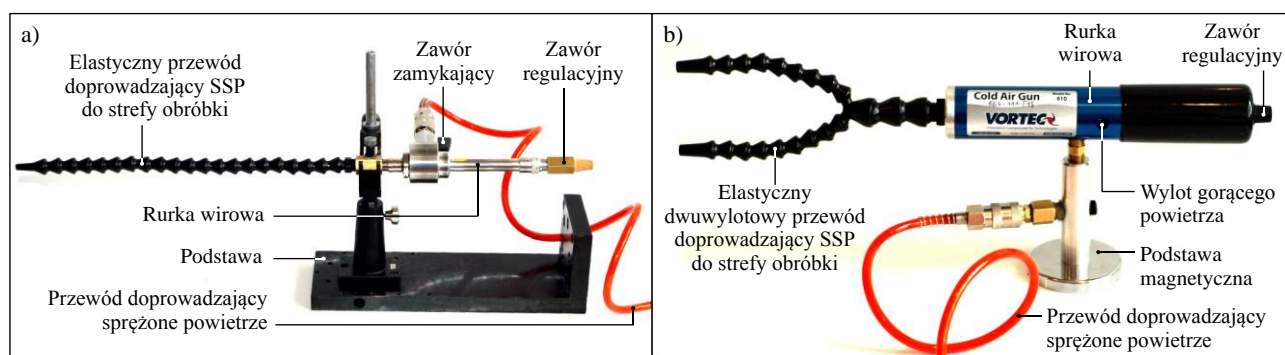 a)
Elastyczny przewód
doprowadzający SSP
do strefy obróbki
Zawór
zamykający
Zawór
regulacyjny
Rurka wirowa
Podstawa
Przewód doprowadzający
sprężone powietrze
b)
Rurka
wirowa
Zawór
regulacyjny
Cold Air Gun
610
VORTEC
Elastyczny
dwuwylotowy przewód
doprowadzający SSP
do strefy obróbki
Wylot gorącego
powietrza
Podstawa
magnetyczna
Przewód doprowadzający
sprężone powietrze